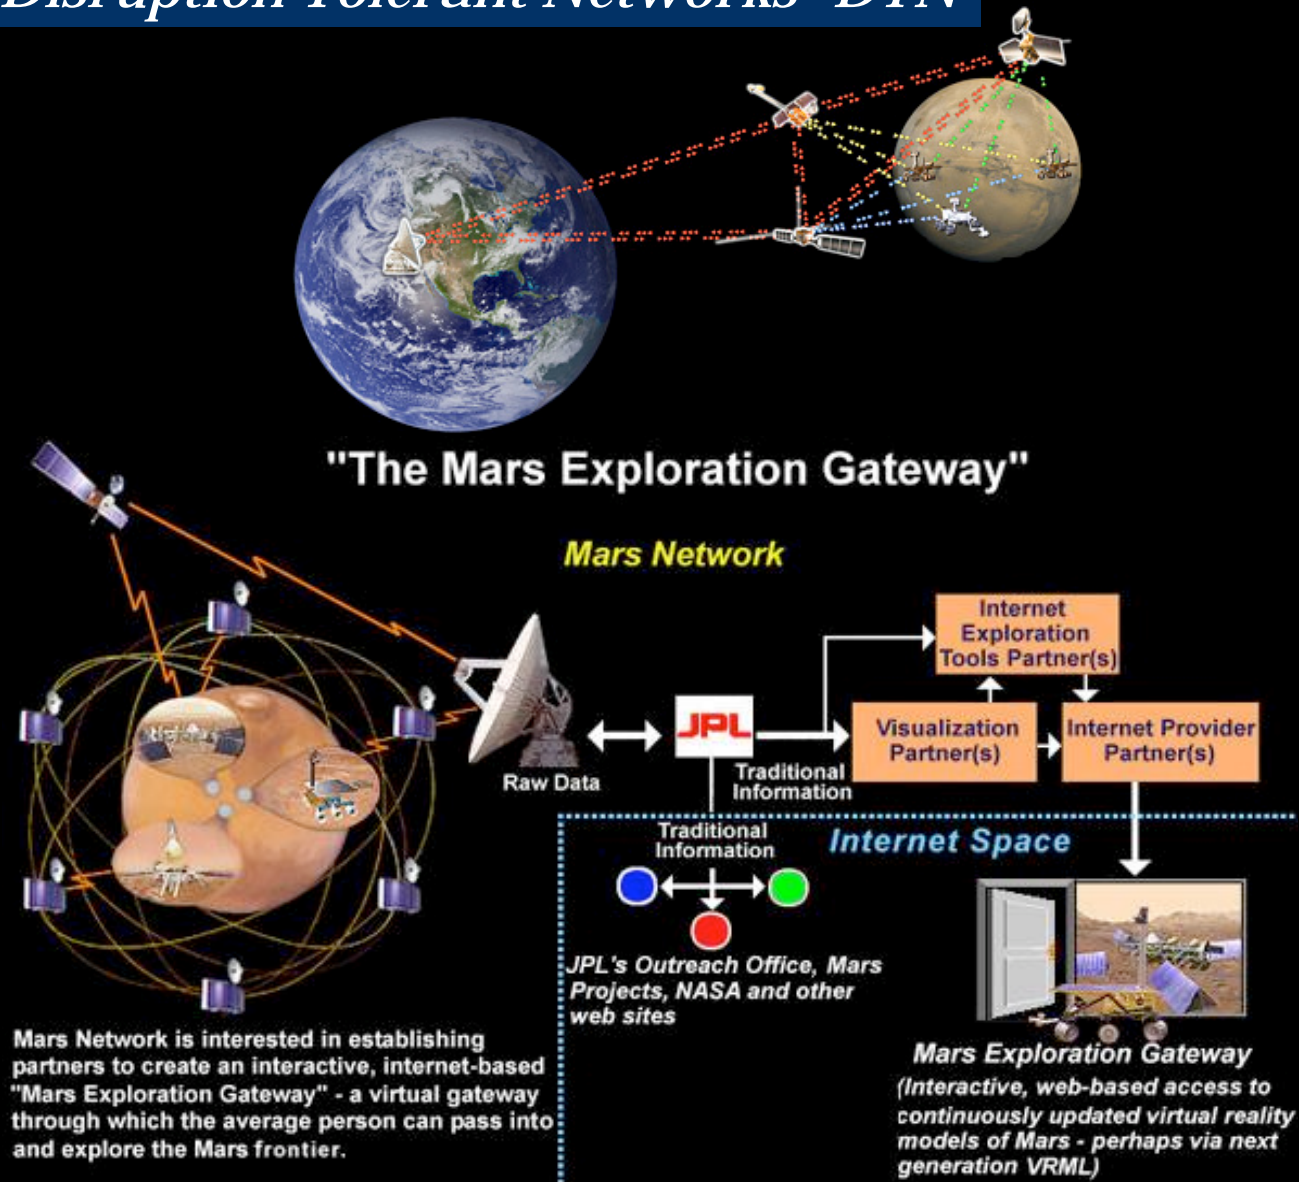 Disruption Tolerant Networks DTN
"The Mars Exploration Gateway"
Mars Network
Internet
Exploration
Tools Partner(s)
JPL
Visualization
Partner(s)
Internet Provider
Partner(s)
Raw Data
Traditional
Information
Traditional
Information
Internet Space
JPL's Outreach Office, Mars
Projects, NASA and other
web sites
Mars Network is interested in establishing
partners to create an interactive, internet-based
"Mars Exploration Gateway" - a virtual gateway
through which the average person can pass into
and explore the Mars frontier.
Mars Exploration Gateway
(Interactive, web-based access to
continuously updated virtual reality
models of Mars - perhaps via next
generation VRML)